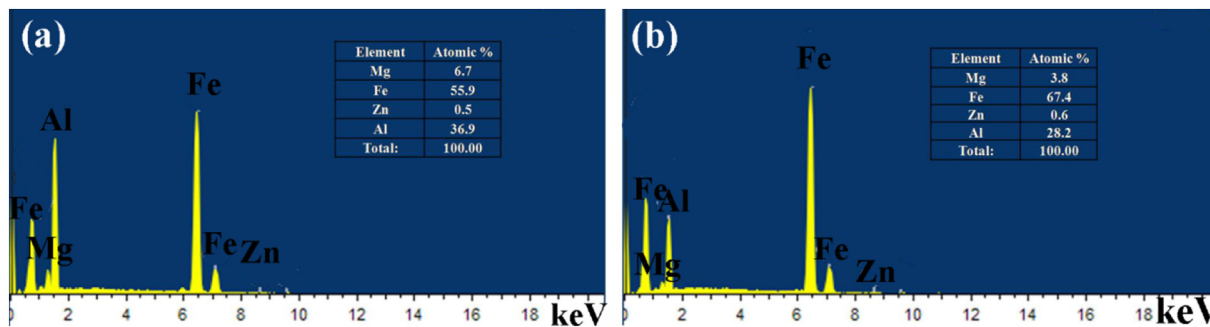 (a)
Element Atomic %
Mg 6.7
Fe 55.9
Zn 0.5
Al 36.9
Total: 100.00
Fe
Al
Fe
Mg
Fe
Zn
2 4 6 8 10 12 14 16 18
keV
(b)
Element Atomic %
Mg 3.8
Fe 67.4
Zn 0.6
Al 28.2
Total: 100.00
Fe
Fe
Al
Mg
Fe
Zn
0 2 4 6 8 10 12 14 16 18
keV